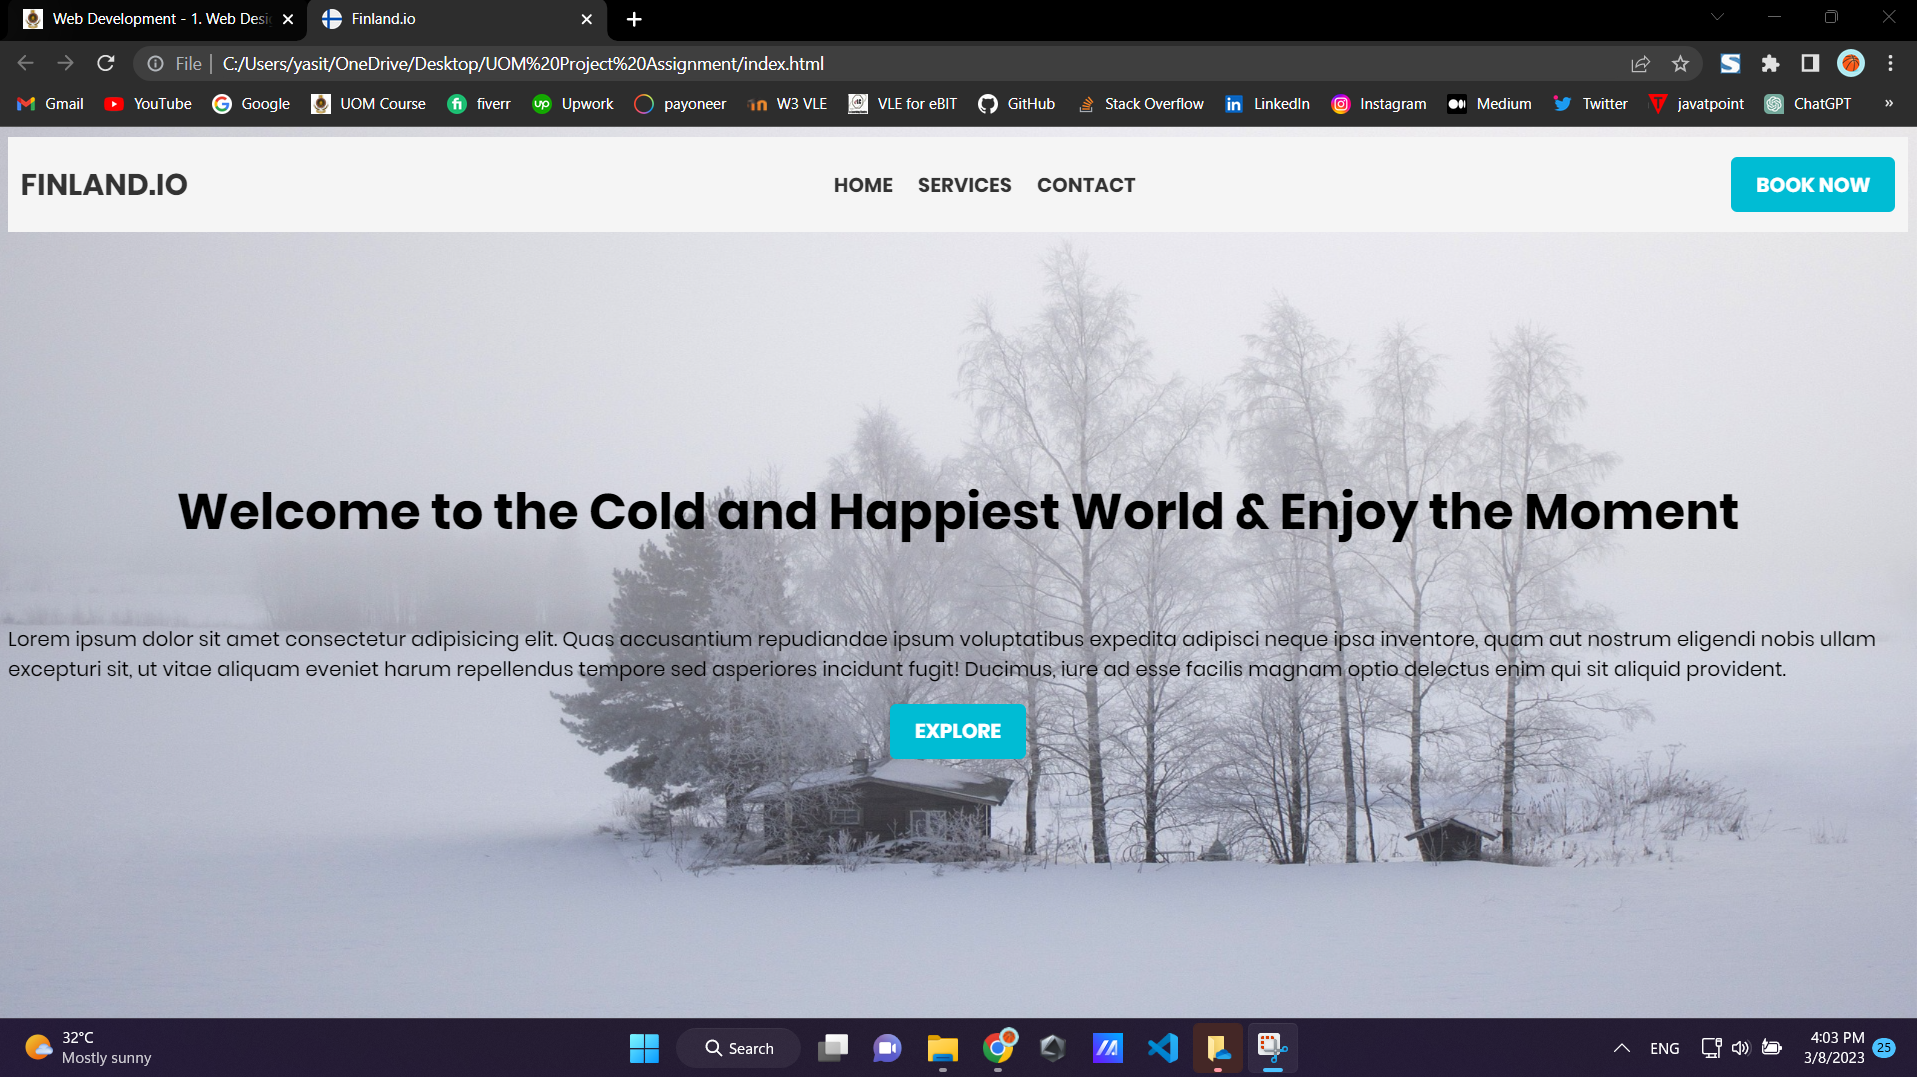 Web Development - 1. Web Desi
Finland.io
File | C:/Users/yasit/OneDrive/Desktop/UOM%20Project%20Assignment/index.html
Gmail YouTube Google UOM Course fiverr Upwork payoneer W3 VLE VLE for eBIT GitHub Stack Overflow LinkedIn Instagram Medium Twitter javatpoint ChatGPT »
FINLAND.IO HOME SERVICES CONTACT BOOK NOW
Welcome to the Cold and Happiest World & Enjoy the Moment
Lorem ipsum dolor sit amet consectetur adipisicing elit. Quas accusantium repudiandae ipsum voluptatibus expedita adipisci neque ipsa inventore, quam aut nostrum eligendi nobis ullam
excepturi sit, ut vitae aliquam eveniet harum repellendus tempore sed asperiores incidunt fugit! Ducimus, iure ad esse facilis magnam optio delectus enim qui sit aliquid provident.
EXPLORE
32°C
Mostly sunny
Search
ENG
4:03 PM
3/8/2023
25